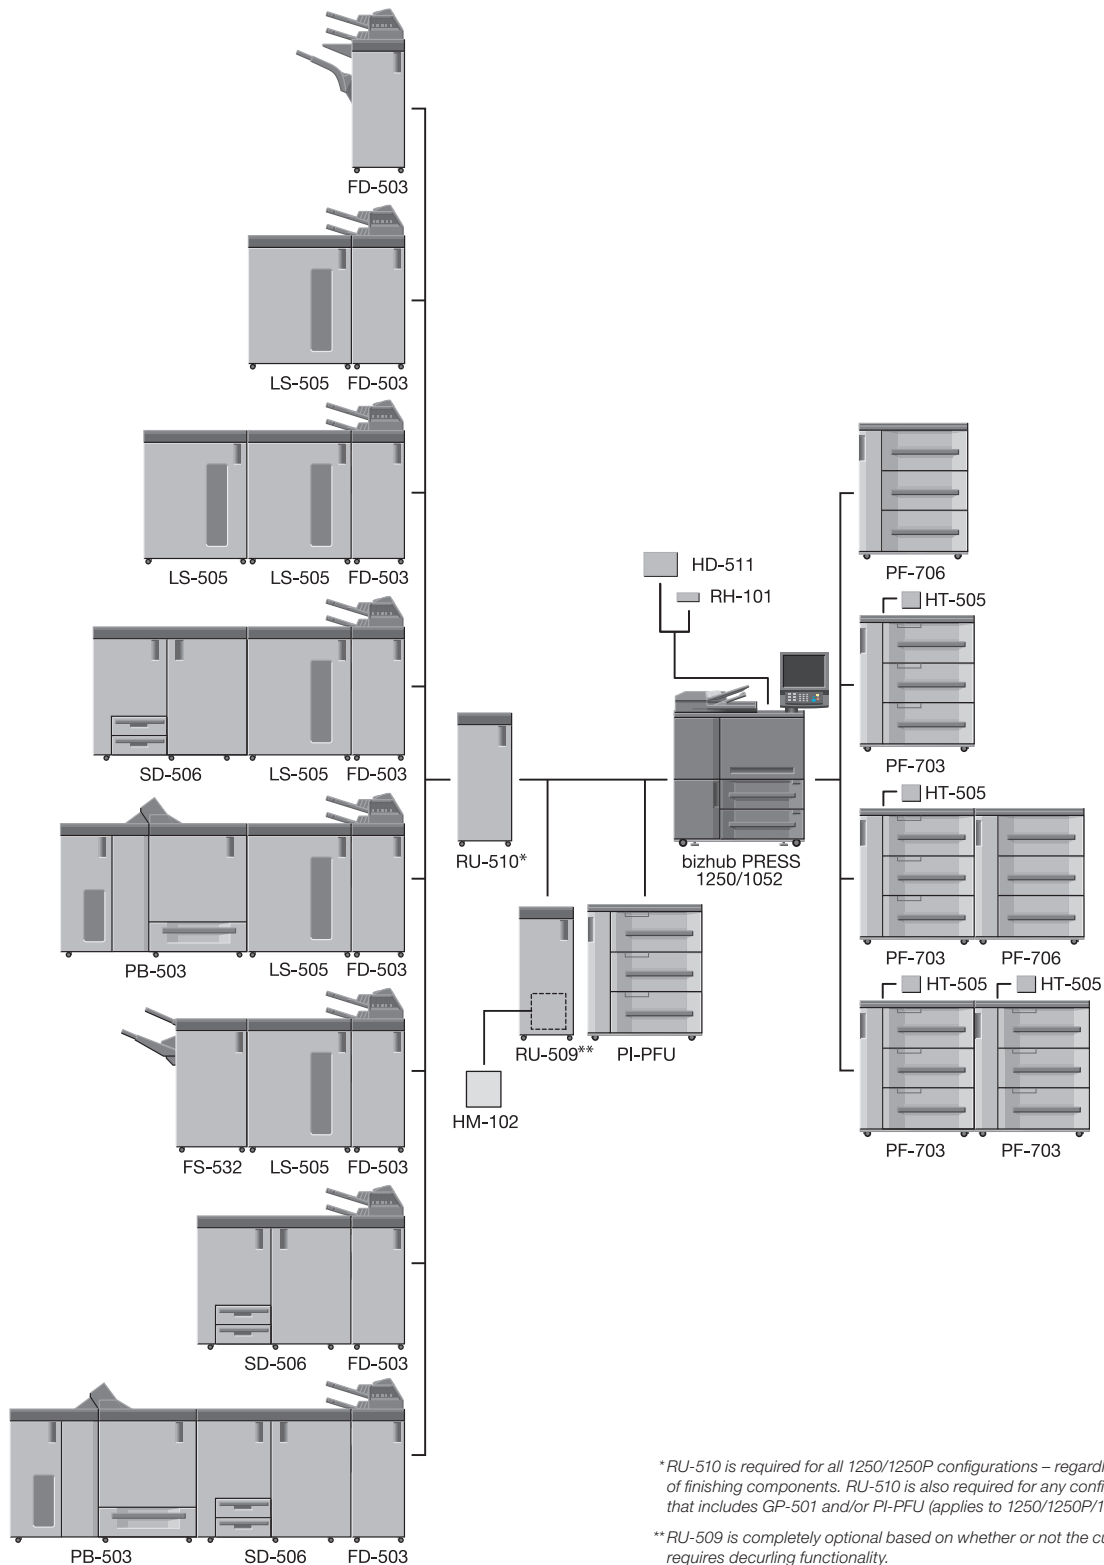 FD-503
LS-505 FD-503
LS-505 LS-505 FD-503
SD-506 LS-505 FD-503
PB-503 LS-505 FD-503
FS-532 LS-505 FD-503
SD-506 FD-503
PB-503 SD-506 FD-503
RU-510*
HD-511
RH-101
bizhub PRESS
1250/1052
RU-509** PI-PFU
HM-102
PF-706
HT-505
PF-703
HT-505
PF-703 PF-706
HT-505 HT-505
PF-703 PF-703
* RU-510 is required for all 1250/1250P configurations – regardl
of finishing components. RU-510 is also required for any confi
that includes GP-501 and/or PI-PFU (applies to 1250/1250P/1
** RU-509 is completely optional based on whether or not the cu
requires decurling functionality.